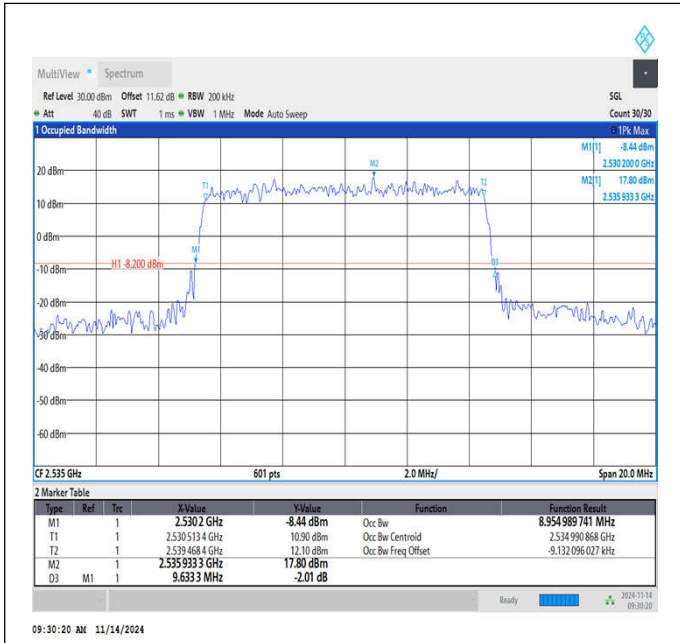 R&S
MultiView Spectrum
Ref Level 30.00 dBm Offset 11.62 dB RBW 200 kHz SGL
Att 40 dB SWT 1 ms VBW 1 MHz Mode Auto Sweep Count 30/30
1 Occupied Bandwidth 1Pk Max
M1[1] -8.44 dBm
2.530 200 0 GHz
M2[1] 17.80 dBm
2.535 933 3 GHz
M2
20 dBm
T1 T2
10 dBm
0 dBm
M1
H1 -8.200 dBm D3
-10 dBm
-20 dBm
-30 dBm
-40 dBm
-50 dBm
-60 dBm
CF 2.535 GHz 601 pts 2.0 MHz/ Span 20.0 MHz
2 Marker Table
Type Ref Trc X-Value Y-Value Function Function Result
M1 1 2.530 2 GHz -8.44 dBm Occ Bw 8.954 989 741 MHz
T1 1 2.530 513 4 GHz 10.90 dBm Occ Bw Centroid 2.534 990 868 GHz
T2 1 2.539 468 4 GHz 12.10 dBm Occ Bw Freq Offset -9.132 096 027 kHz
M2 1 2.535 933 3 GHz 17.80 dBm
D3 M1 1 9.633 3 MHz -2.01 dB
Ready 2024-11-14
09:30:20
09:30:20 AM 11/14/2024